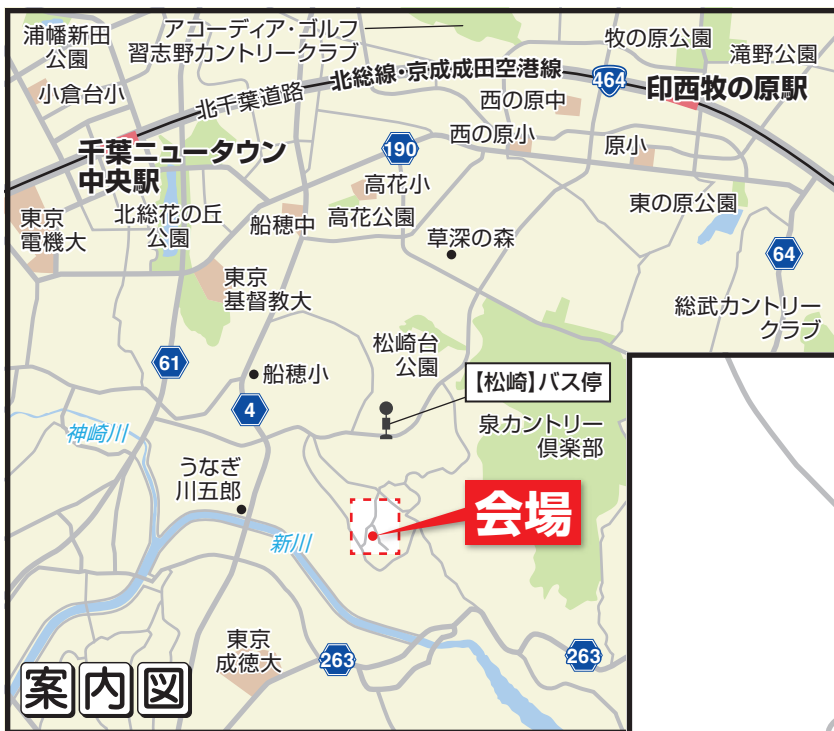 浦幡新田
公園
アコーディア・ゴルフ
習志野カントリークラブ
牧の原公園
滝野公園
小倉台小
北千葉道路
北総線・京成成田空港線
464
印西牧の原駅
西の原中
千葉ニュータウン
中央駅
190
西の原小
原小
高花小
東京
電機大
北総花の丘
公園
船穂中
高花公園
東の原公園
草深の森
64
東京
基督教大
総武カントリー
クラブ
61
松崎台
公園
船穂小
【松崎】バス停
4
神崎川
泉カントリー
倶楽部
うなぎ
川五郎
会場
新川
東京
成徳大
263
263
案内図